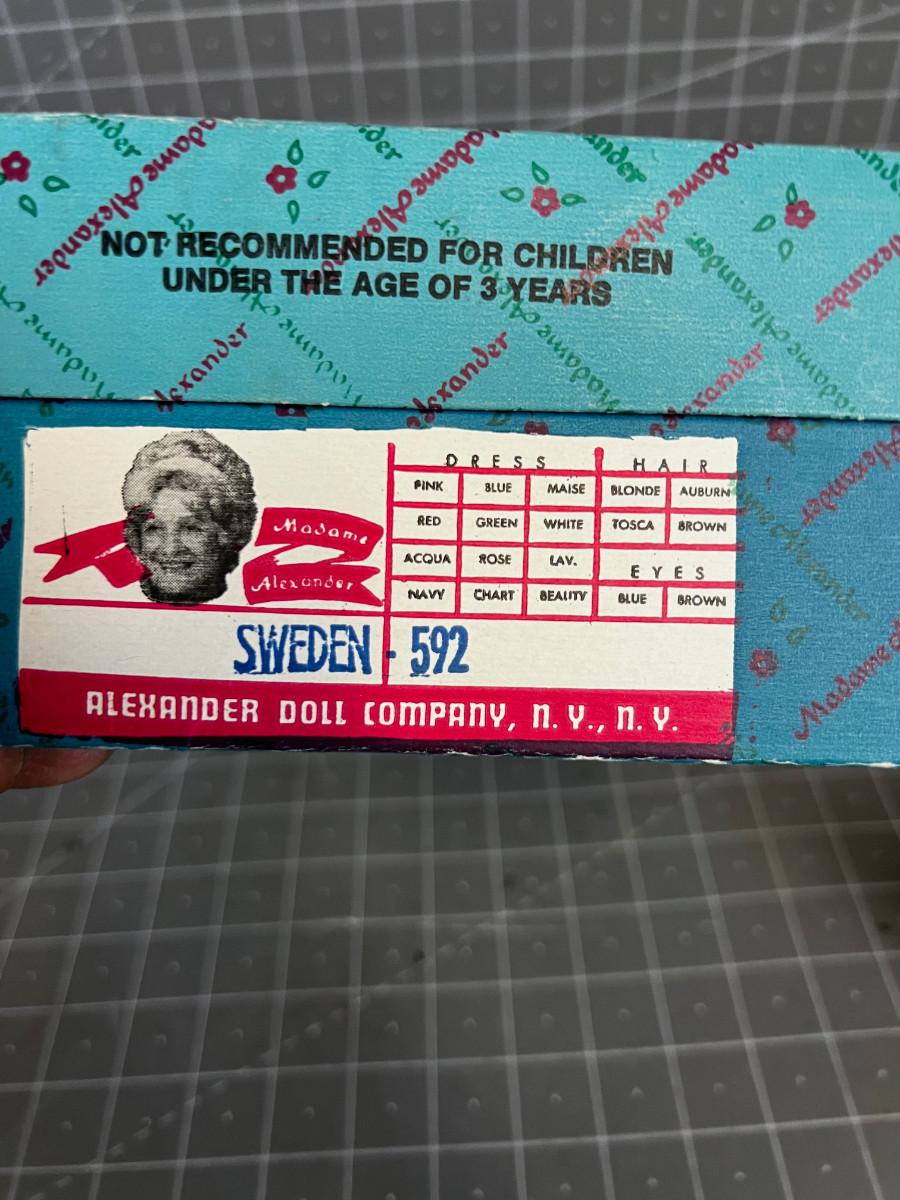 NOT RECOMMENDED FOR CHILDREN
UNDER THE AGE OF 3 YEARS
Madame Alexander
Madame
Alexander
DRESS HAIR
PINK BLUE MAISE BLONDE AUBURN
RED GREEN WHITE TOSCA BROWN
ACQUA ROSE LAV. EYES
NAVY CHART BEAUTY BLUE BROWN
SWEDEN - 592
ALEXANDER DOLL COMPANY, N.Y., N.Y.